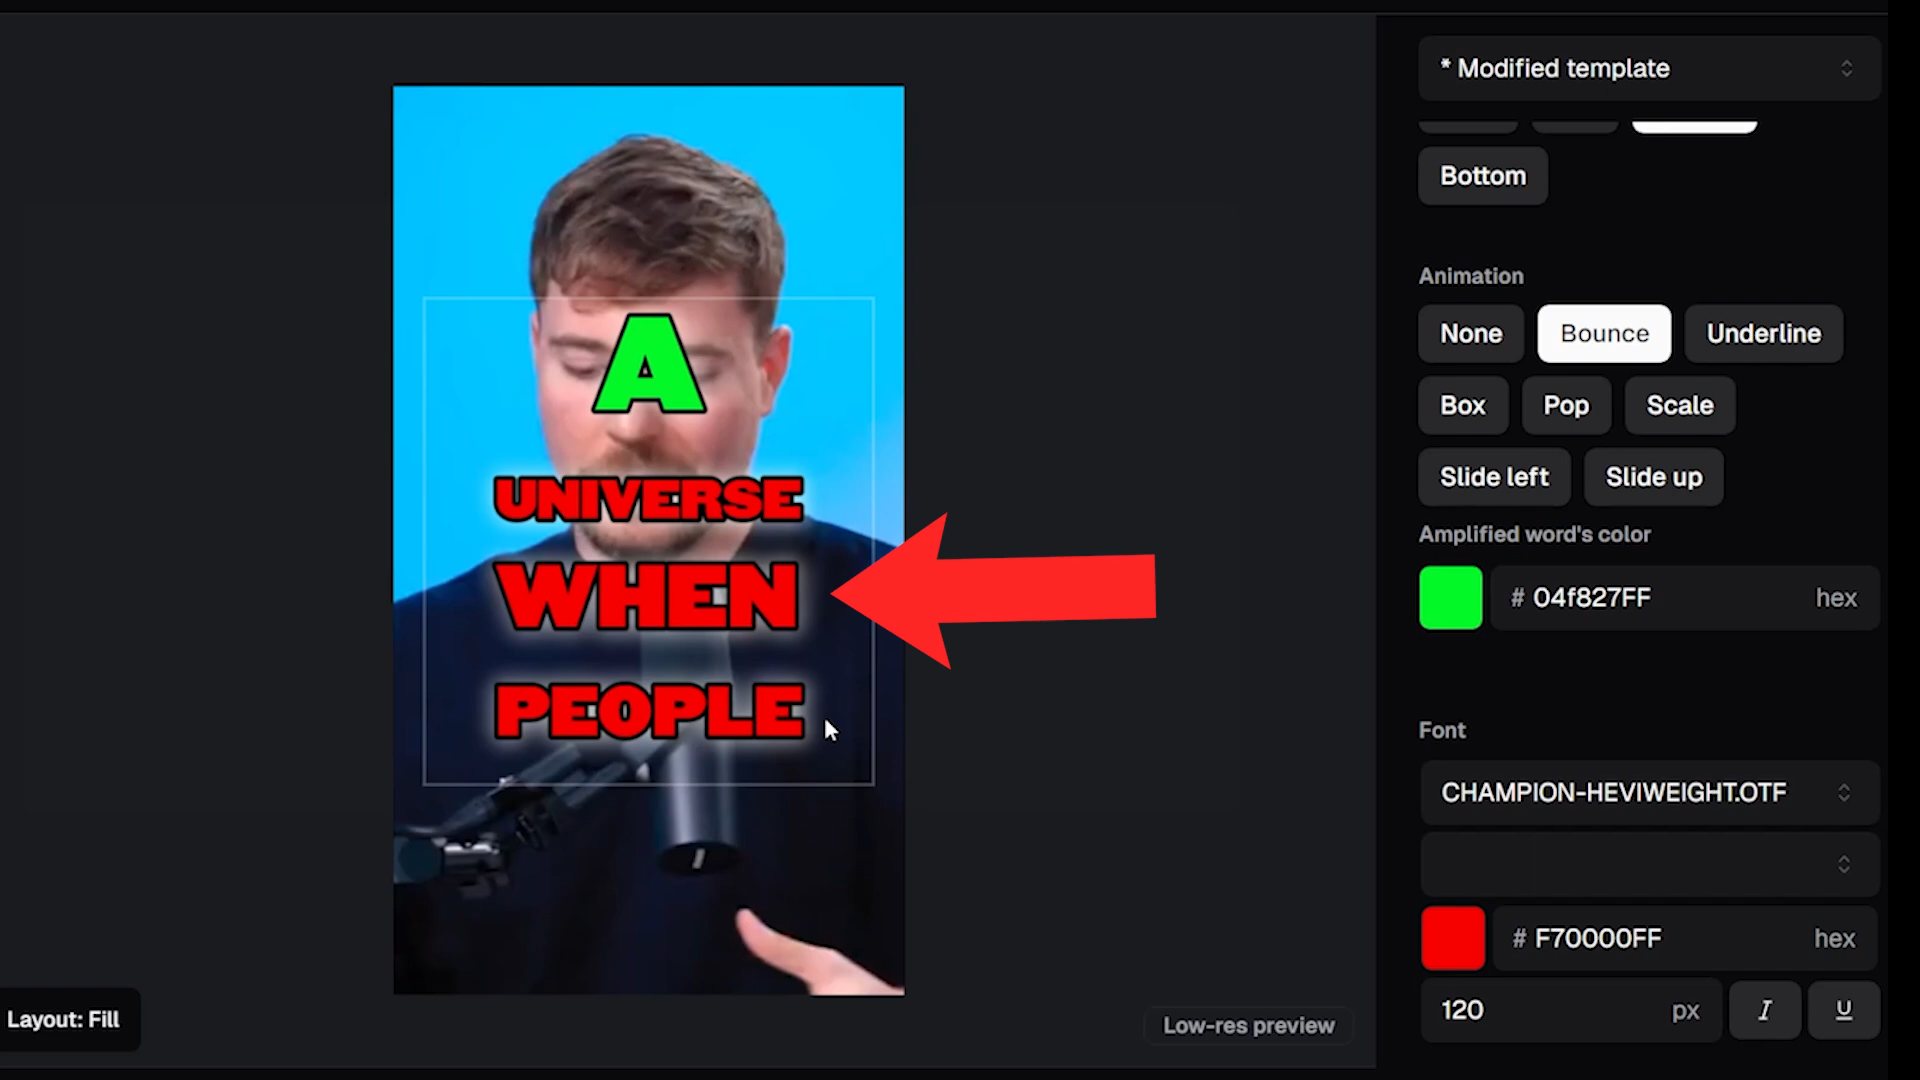 * Modified template
Bottom
Animation
None
Bounce
Underline
Box
Pop
Scale
Slide left
Slide up
Amplified word's color
# 04f827FF
hex
Font
CHAMPION-HEVIWEIGHT.OTF
# F70000FF
hex
120
px
I
U
A
UNIVERSE
WHEN
PEOPLE
Layout: Fill
Low-res preview